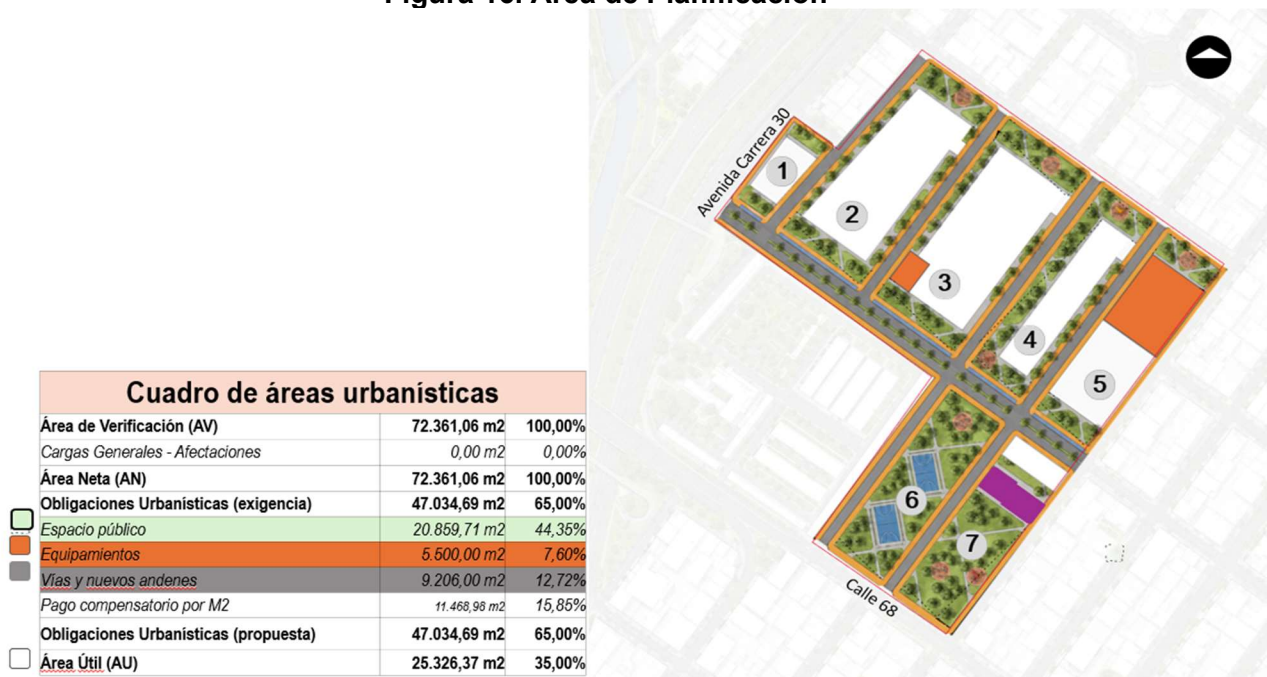 Figura 16. Área de Planificación
Avenida Carrera 30
1
2
3
4
5
6
7
Calle 68
Cuadro de áreas urbanísticas
Área de Verificación (AV) 72.361,06 m2 100,00%
Cargas Generales - Afectaciones 0,00 m2 0,00%
Área Neta (AN) 72.361,06 m2 100,00%
Obligaciones Urbanísticas (exigencia) 47.034,69 m2 65,00%
Espacio público 20.859,71 m2 44,35%
Equipamientos 5.500,00 m2 7,60%
Vías y nuevos andenes 9.206,00 m2 12,72%
Pago compensatorio por M2 11.468,98 m2 15,85%
Obligaciones Urbanísticas (propuesta) 47.034,69 m2 65,00%
Área Útil (AU) 25.326,37 m2 35,00%